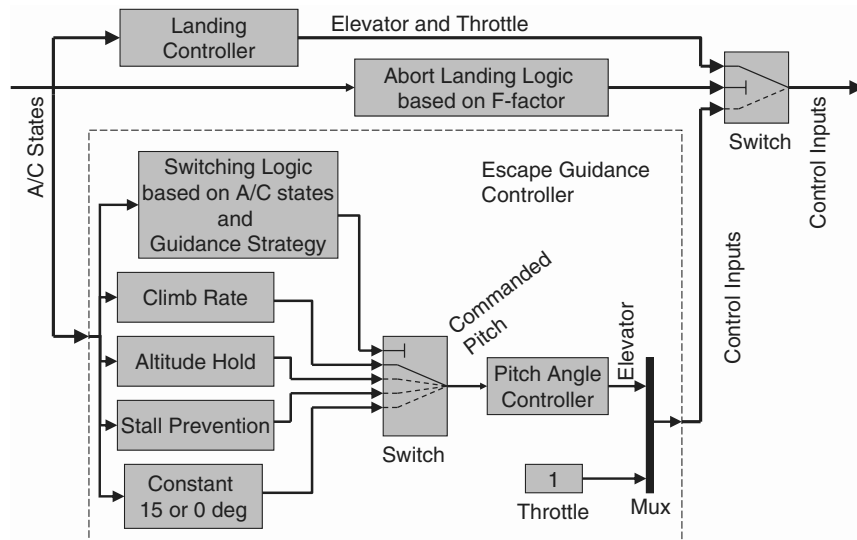 Landing
Controller
Elevator and Throttle
Abort Landing Logic
based on F-factor
Switch
A/C States
Control Inputs
Escape Guidance
Controller
Switching Logic
based on A/C states
and
Guidance Strategy
Climb Rate
Altitude Hold
Stall Prevention
Constant
15 or 0 deg
Switch
Commanded
Pitch
Pitch Angle
Controller
Elevator
1
Throttle
Mux
Control Inputs